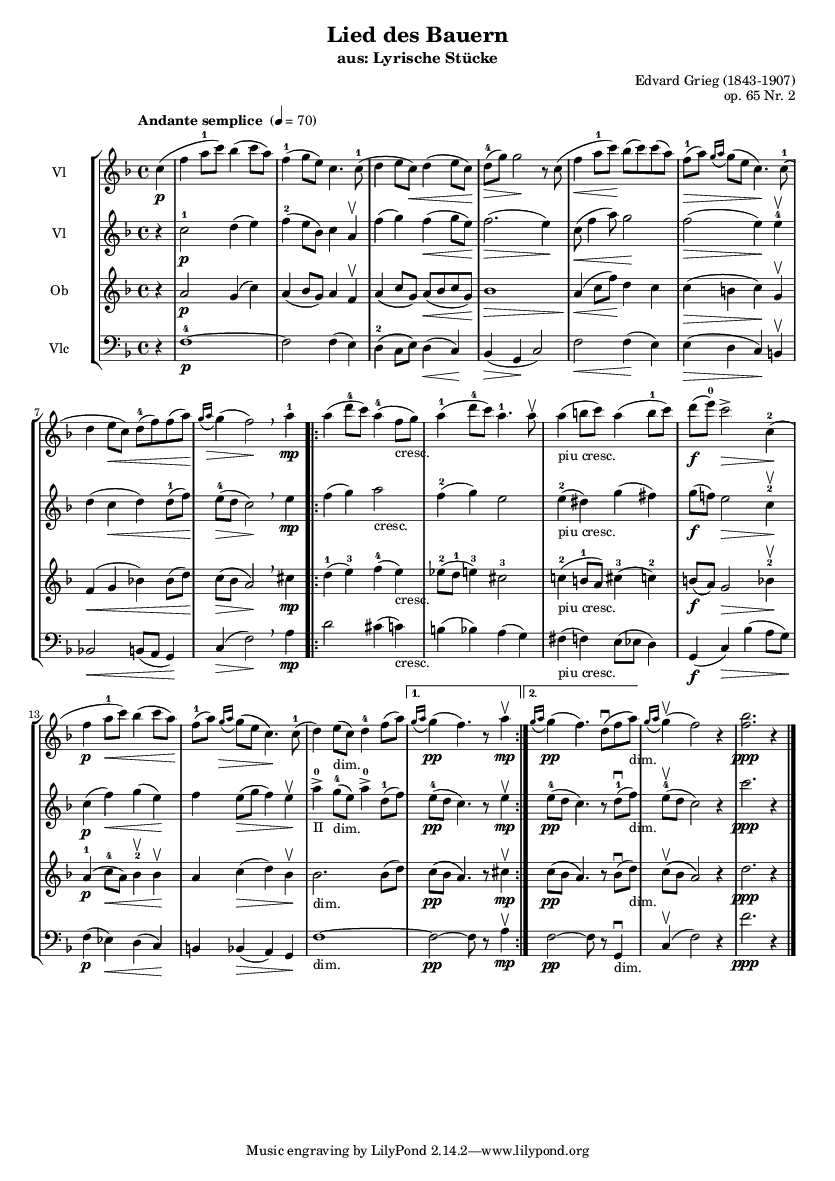 Lied des Bauern
aus: Lyrische Stücke
Edvard Grieg (1843-1907)
op. 65 Nr. 2
Andante semplice (♩ = 70)
Vl
Vl
Ob
Vlc
p
p
p
p
7
cresc.
piu cresc.
mp
f
cresc.
piu cresc.
mp
f
cresc.
piu cresc.
mp
f
cresc.
piu cresc.
mp
f
13
1.
2.
p
dim.
pp
mp
pp
dim.
ppp
p
II
dim.
pp
mp
pp
dim.
ppp
p
dim.
pp
mp
pp
dim.
ppp
p
dim.
pp
mp
pp
dim.
ppp
Music engraving by LilyPond 2.14.2—www.lilypond.org